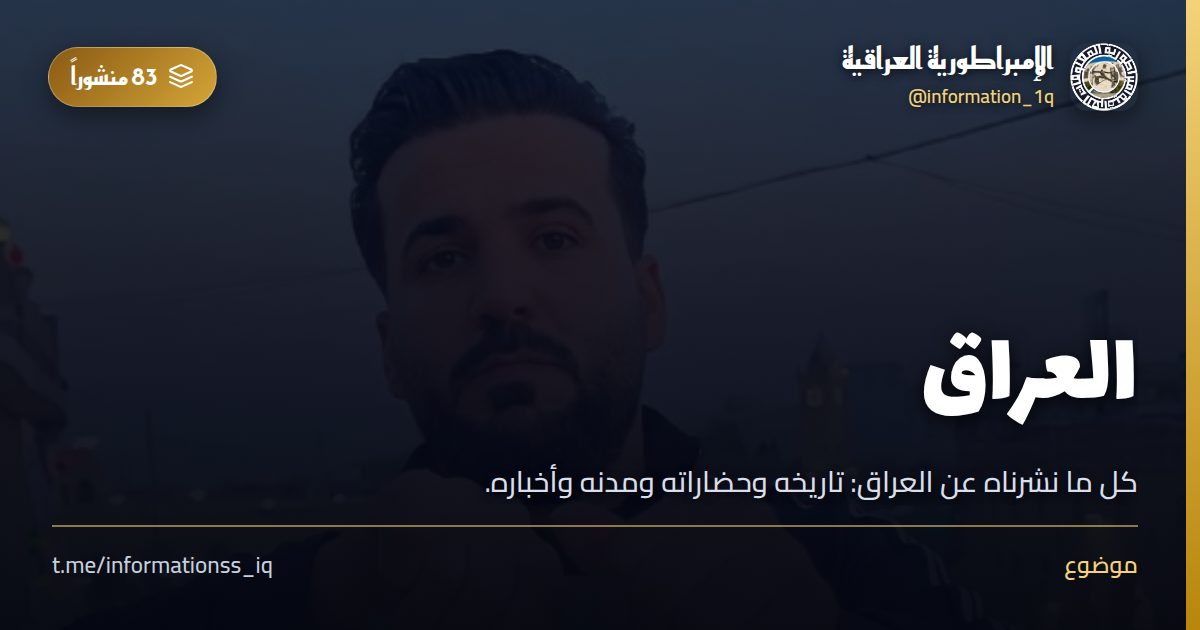 الإمبراطورية العراقية
@information_1q
83 منشوراً
العراق
كل ما نشرناه عن العراق: تاريخه وحضاراته ومدنه وأخباره.
موضوع
t.me/informationss_iq